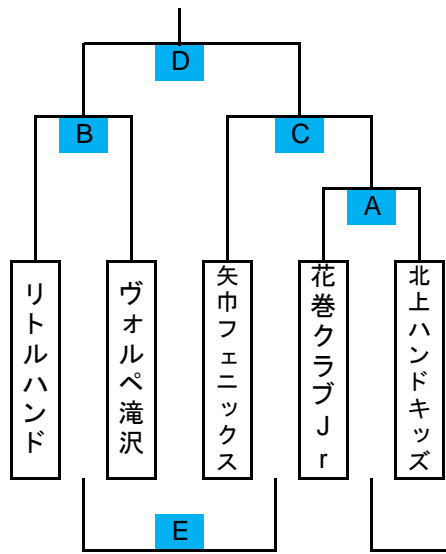 D
B
C
A
リトルハンド
ヴォルペ滝沢
矢巾フェニックス
花巻クラブJr
北上ハンドキッズ
E